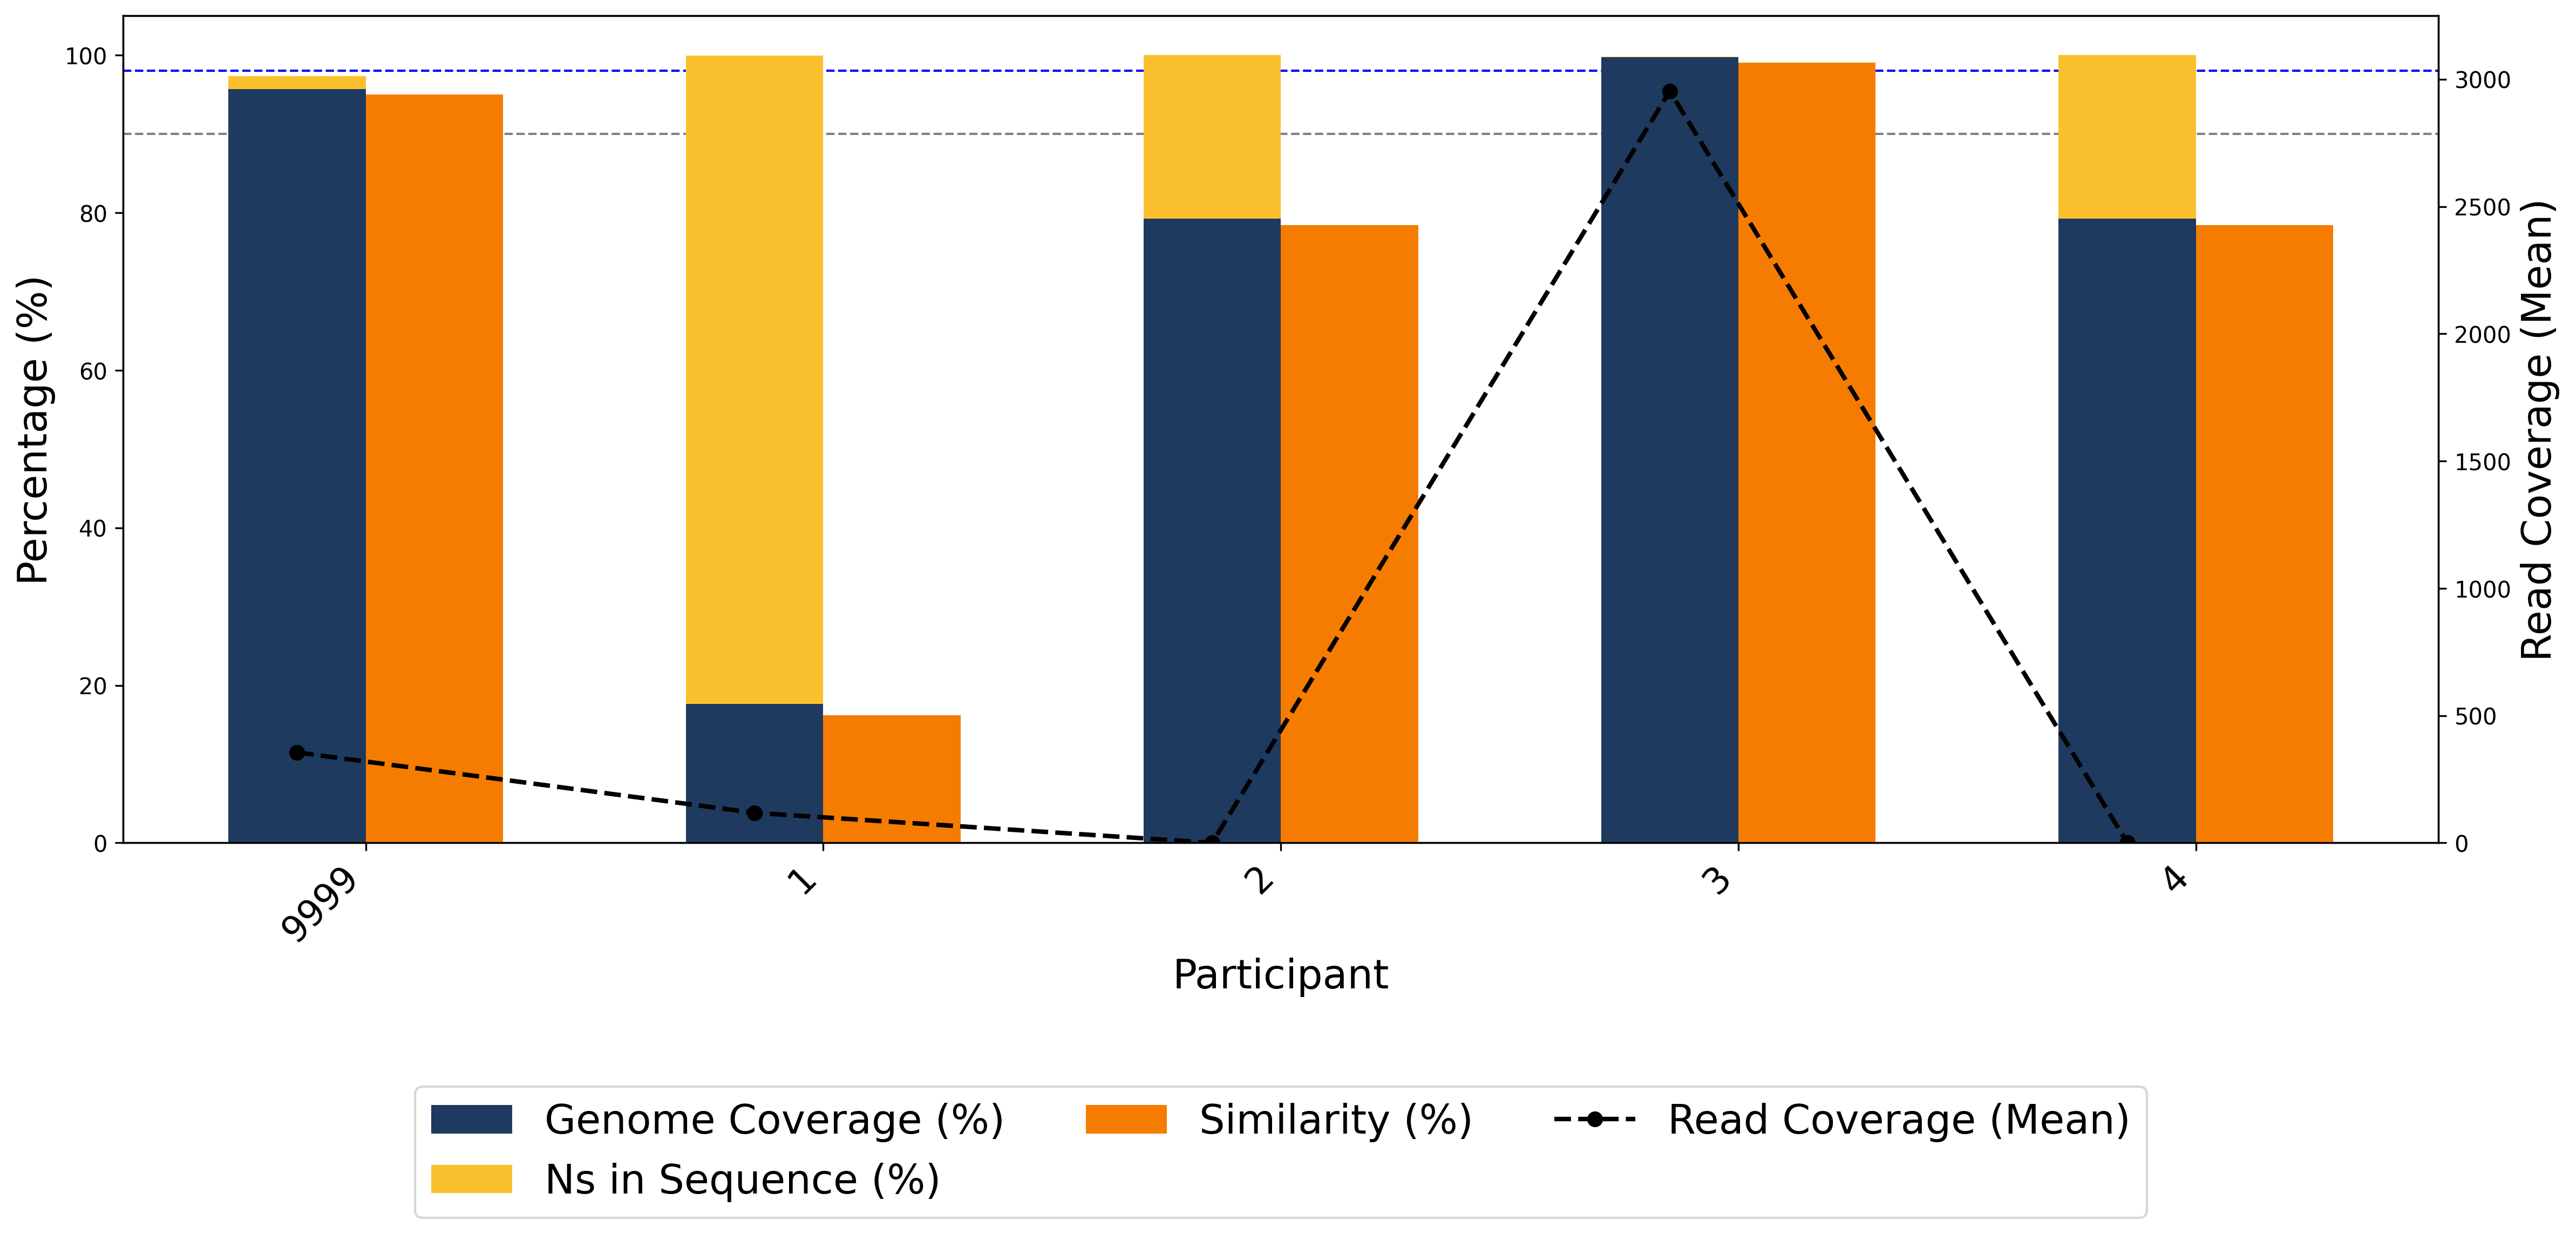 Percentage (%)
100
80
60
40
20
0
3000
2500
2000
1500
1000
500
0
Read Coverage (Mean)
9999
1
2
3
4
Participant
Genome Coverage (%)
Ns in Sequence (%)
Similarity (%)
Read Coverage (Mean)